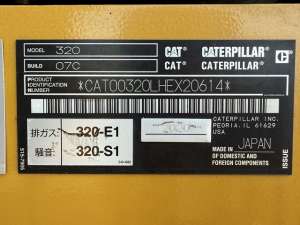 MODEL 320
BUILD 07C
CAT CATERPILLAR
CAT CATERPILLAR
PRODUCT IDENTIFICATION NUMBER
*CAT00320LHEX20614*
排ガス: 320-E1
騒音: 320-S1
CATERPILLAR INC.
PEORIA IL 61629
USA
MADE IN JAPAN
OF DOMESTIC AND
FOREIGN COMPONENTS
ISSUE